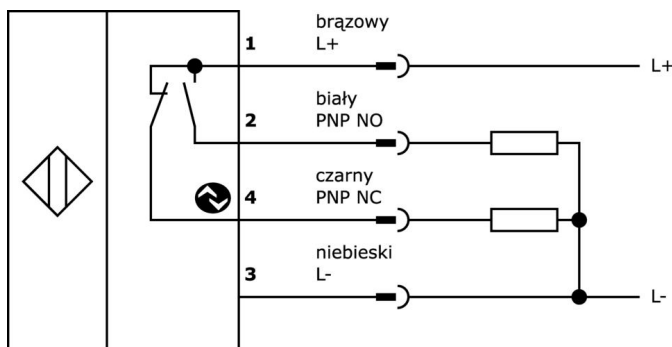 brązowy
1 L+
L+
biały
2 PNP NO
czarny
4 PNP NC
niebieski
3 L-
L-